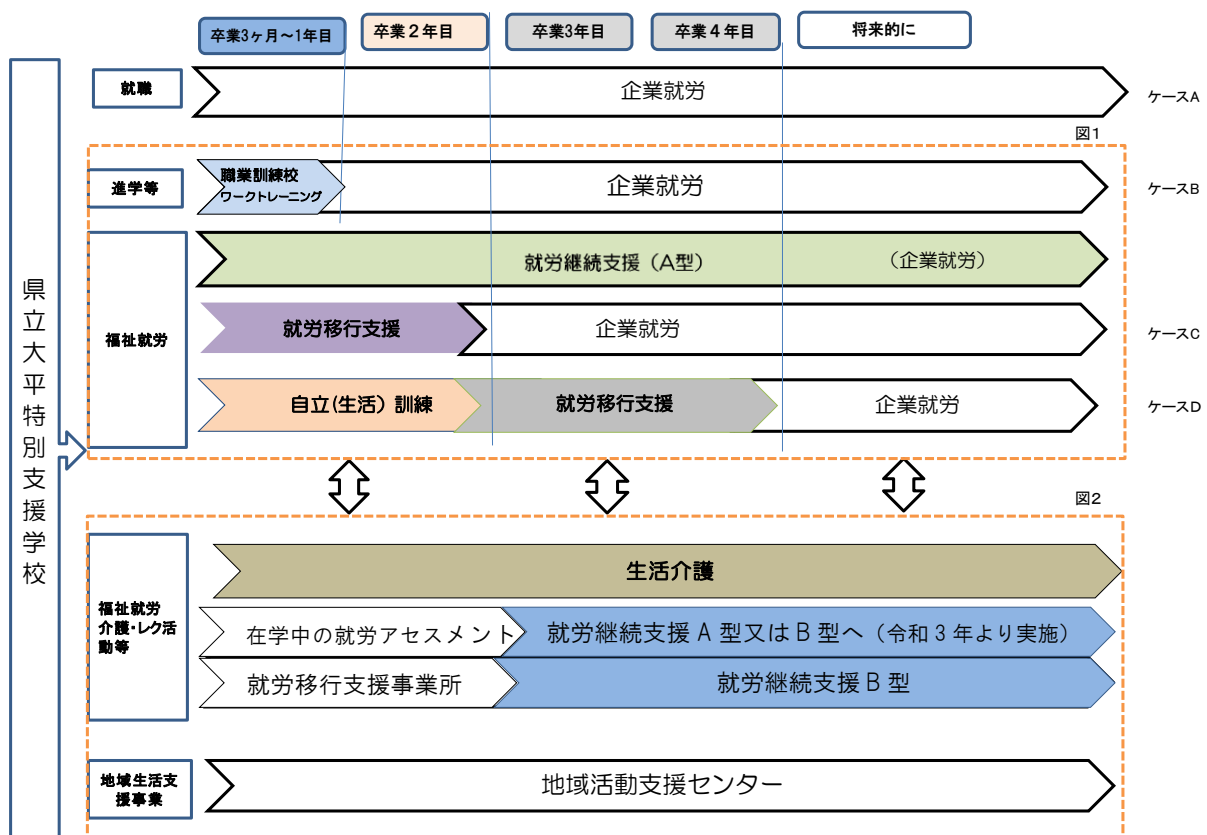 卒業3ヶ月～1年目
卒業２年目
卒業3年目
卒業４年目
将来的に
県立大平特別支援学校
就職
企業就労
ケースA
図1
進学等
職業訓練校
ワークトレーニング
企業就労
ケースB
福祉就労
就労継続支援（A型）
（企業就労）
就労移行支援
企業就労
ケースC
自立(生活）訓練
就労移行支援
企業就労
ケースD
図2
福祉就労
介護・レク活
動等
生活介護
在学中の就労アセスメント
就労継続支援Ａ型又はＢ型へ（令和３年より実施）
就労移行支援事業所
就労継続支援Ｂ型
地域生活支
援事業
地域活動支援センター